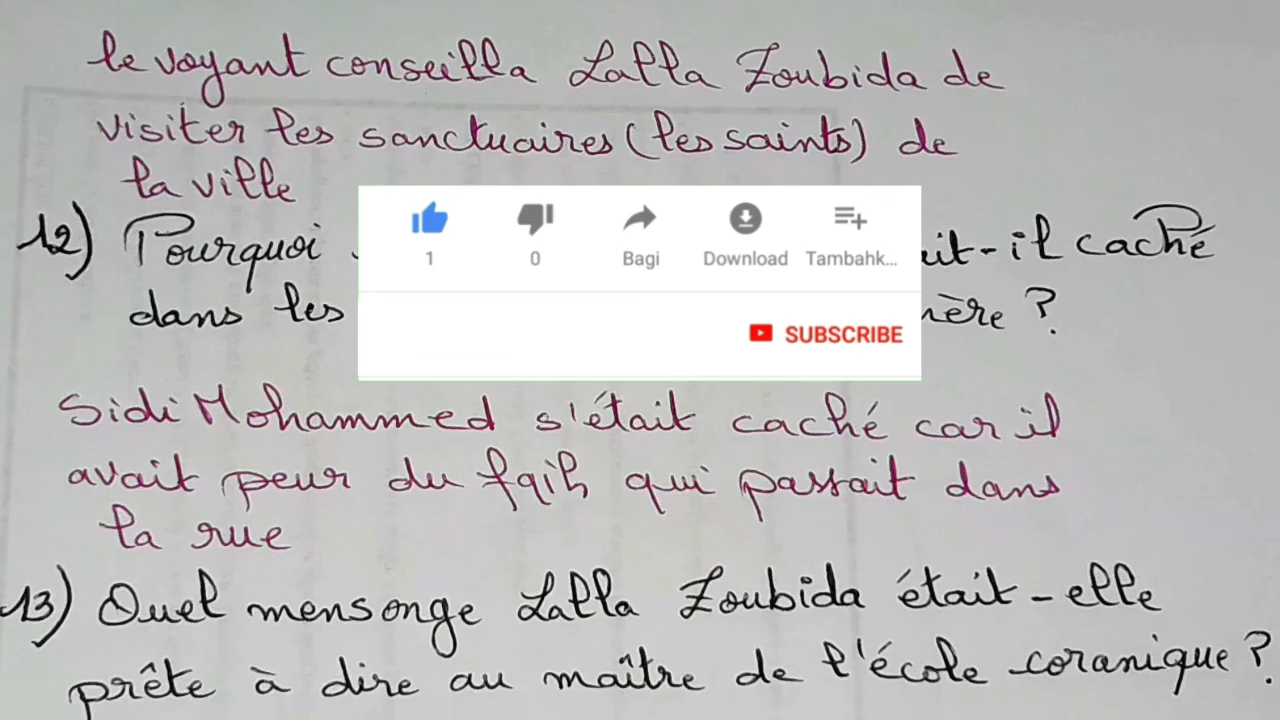 le voyant conseilla Lalla Zoubida de
visiter les sanctuaires (les saints) de
la ville
12) Pourquoi
it-il caché
dans les
ère ?
1
0
Bagi
Download
Tambahk...
SUBSCRIBE
Sidi Mohammed s'était caché car il
avait peur du fqih qui passait dans
la rue
13) Quel mensonge Lalla Zoubida était-elle
prête à dire au maître de l'école coranique ?